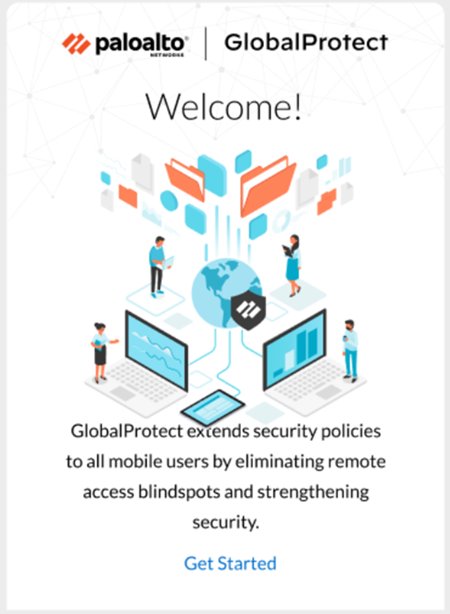 paloalto® | GlobalProtect
NETWORKS
Welcome!
GlobalProtect extends security policies
to all mobile users by eliminating remote
access blindspots and strengthening
security.
Get Started